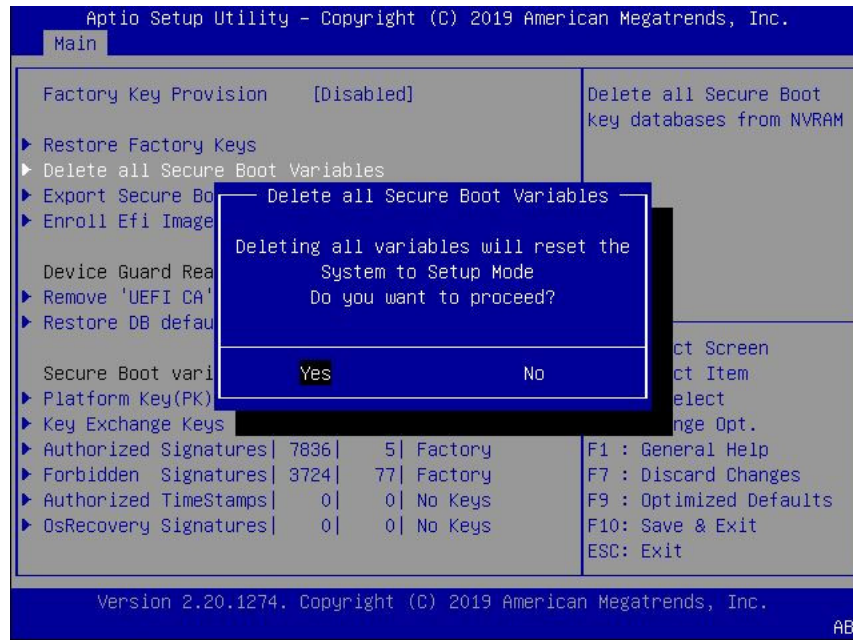 Aptio Setup Utility – Copyright (C) 2019 American Megatrends, Inc.
Main
Factory Key Provision [Disabled]
Restore Factory Keys
Delete all Secure Boot Variables
Export Secure Bo
Enroll Efi Image
Device Guard Rea
Remove 'UEFI CA'
Restore DB defau
Secure Boot vari
Platform Key(PK)
Key Exchange Keys
Authorized Signatures| 7836| 5| Factory
Forbidden Signatures| 3724| 77| Factory
Authorized TimeStamps| 0| 0| No Keys
OsRecovery Signatures| 0| 0| No Keys
Delete all Secure Boot Variables
Deleting all variables will reset the
System to Setup Mode
Do you want to proceed?
Yes No
Delete all Secure Boot
key databases from NVRAM
ct Screen
ct Item
elect
nge Opt.
F1 : General Help
F7 : Discard Changes
F9 : Optimized Defaults
F10: Save & Exit
ESC: Exit
Version 2.20.1274. Copyright (C) 2019 American Megatrends, Inc.
AB